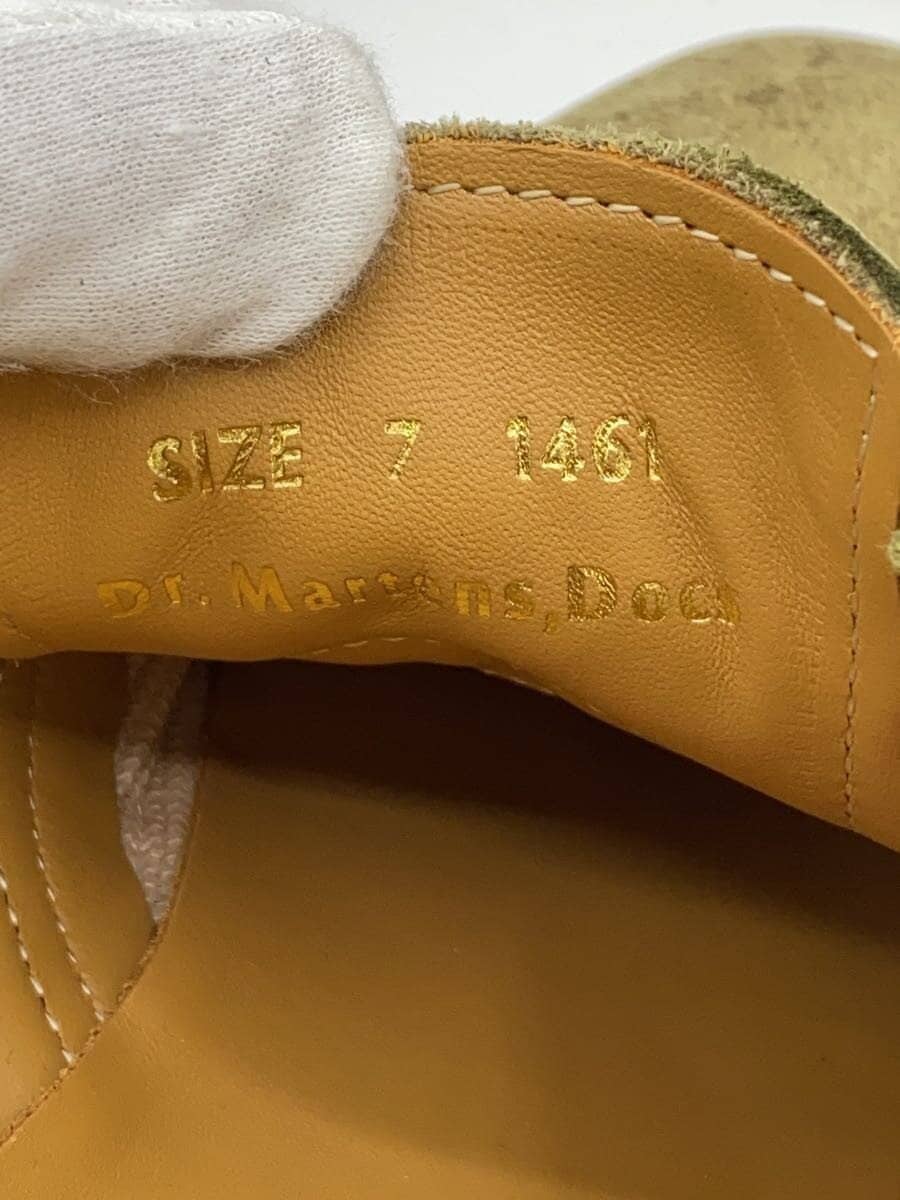 SIZE 7 1461
Dr. Martens, Docs